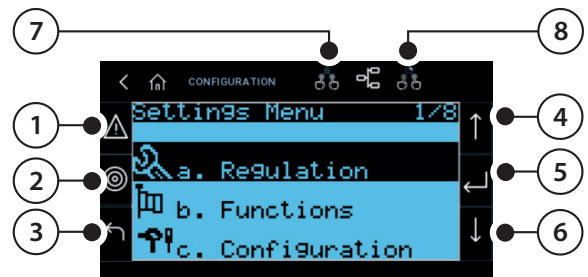 7
8
CONFIGURATION
Settings Menu 1/8
1
4
a. Regulation
2
5
b. Functions
3
6
c. Configuration